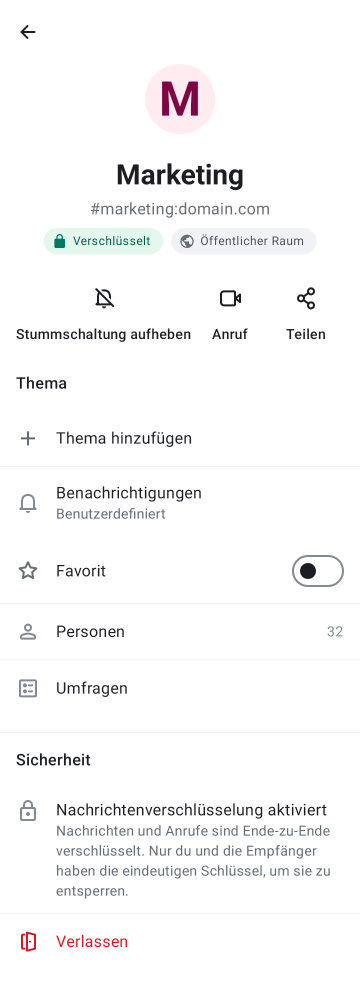 M
Marketing
#marketing:domain.com
Verschlüsselt
Öffentlicher Raum
Stummschaltung aufheben
Anruf
Teilen
Thema
Thema hinzufügen
Benachrichtigungen
Benutzerdefiniert
Favorit
Personen 32
Umfragen
Sicherheit
Nachrichtenverschlüsselung aktiviert
Nachrichten und Anrufe sind Ende-zu-Ende
verschlüsselt. Nur du und die Empfänger
haben die eindeutigen Schlüssel, um sie zu
entsperren.
Verlassen